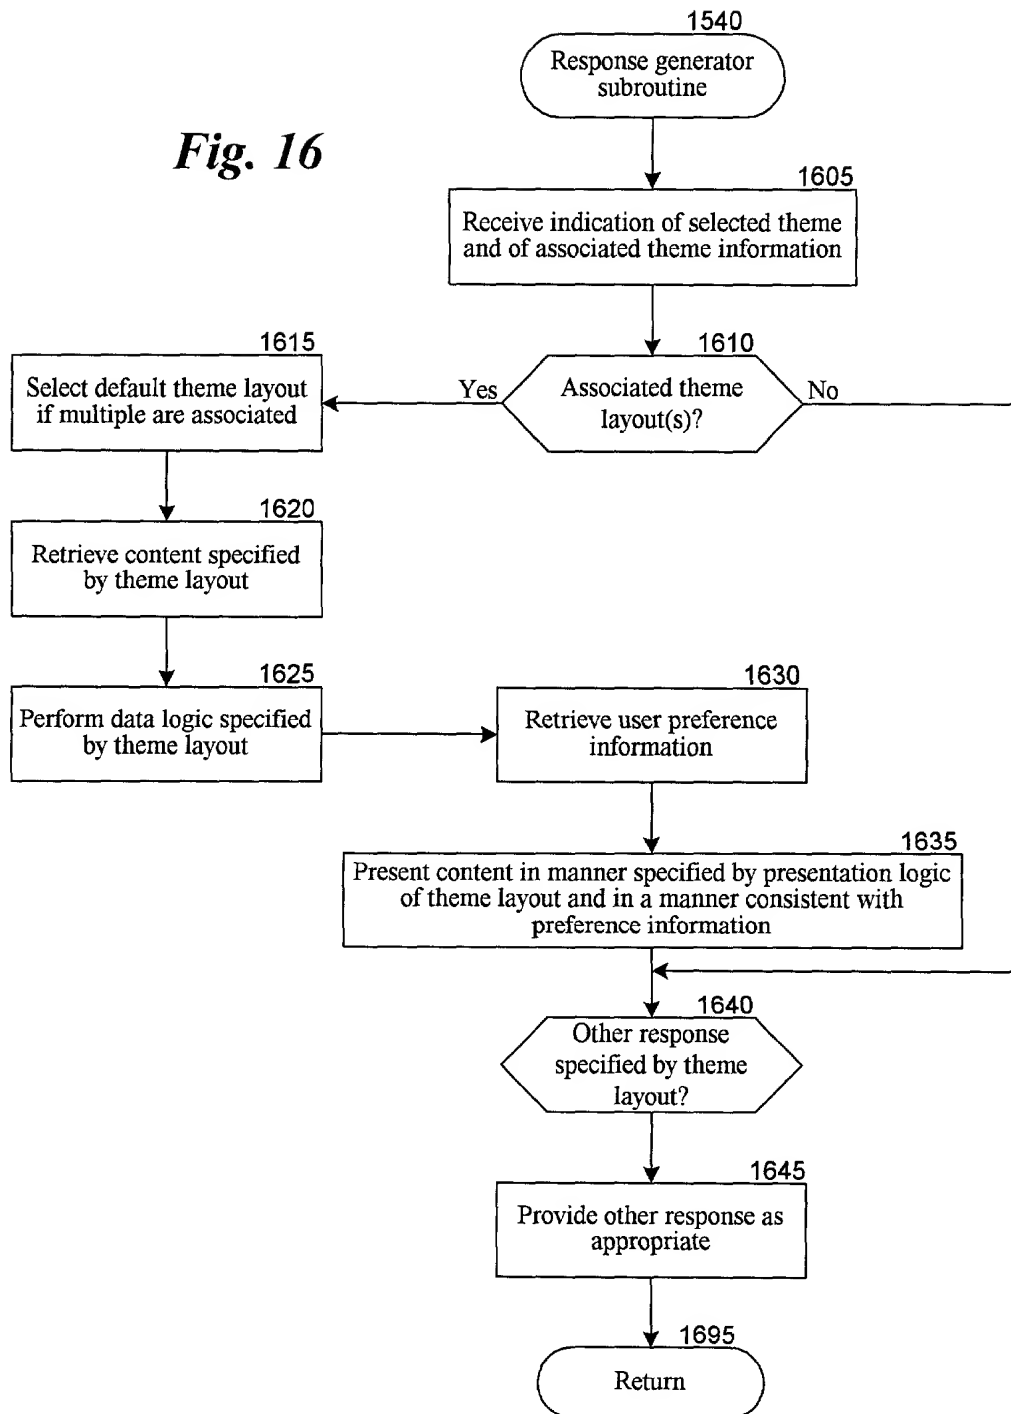 1540
Response generator
subroutine
Fig. 16
1605
Receive indication of selected theme
and of associated theme information
1610
Associated theme
layout(s)?
Yes
No
1615
Select default theme layout
if multiple are associated
1620
Retrieve content specified
by theme layout
1625
Perform data logic specified
by theme layout
1630
Retrieve user preference
information
1635
Present content in manner specified by presentation logic
of theme layout and in a manner consistent with
preference information
1640
Other response
specified by theme
layout?
1645
Provide other response as
appropriate
1695
Return